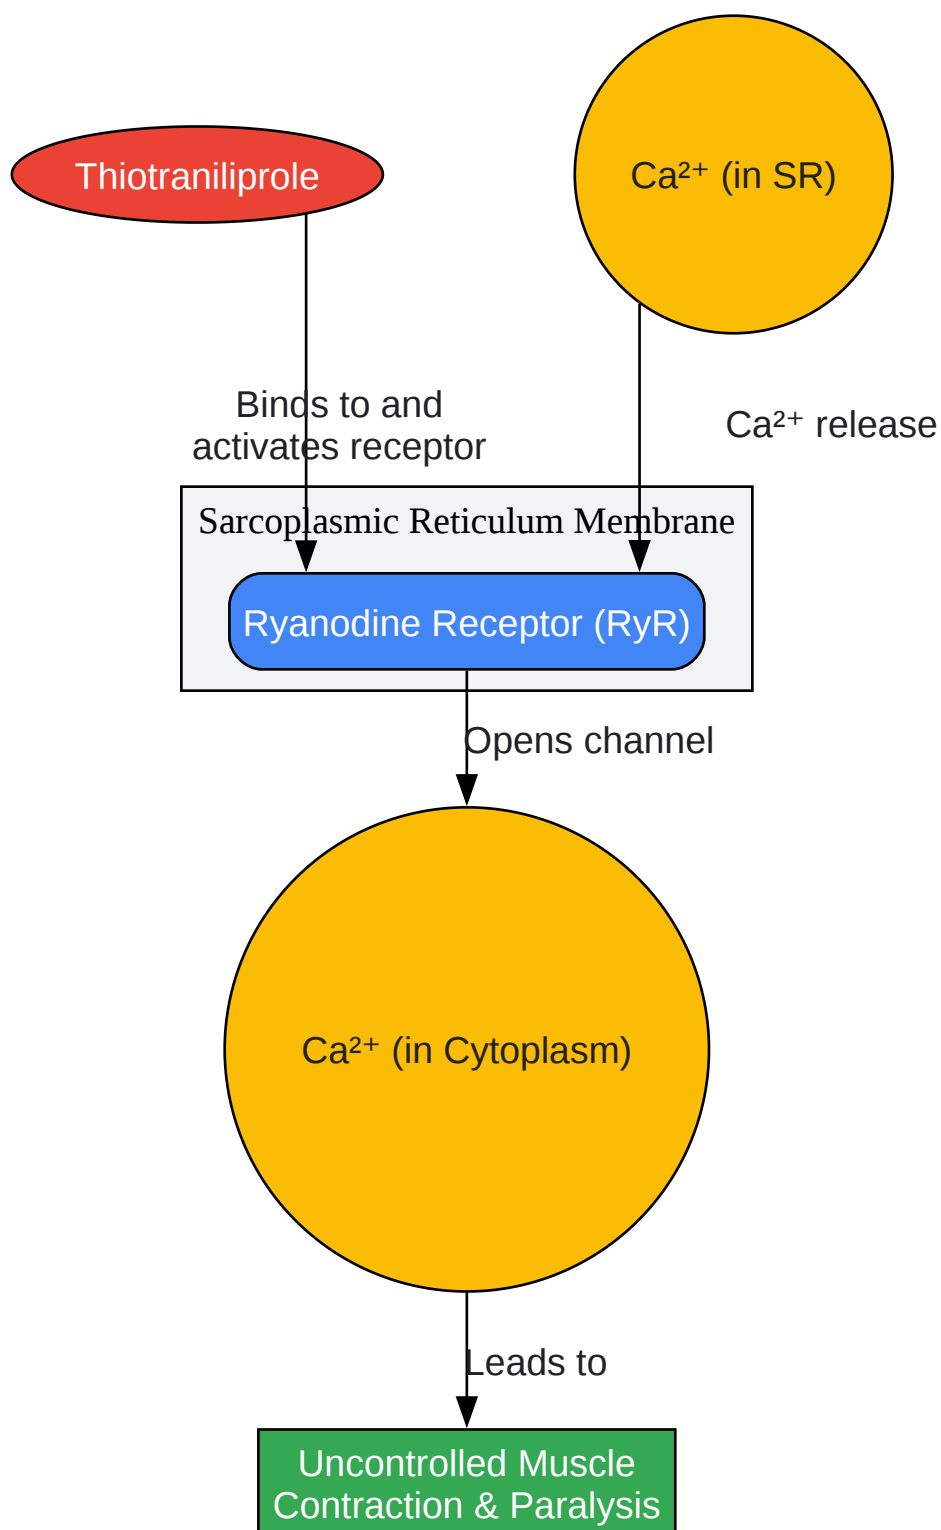 Thiotraniliprole
Ca²⁺ (in SR)
Binds to and
activates receptor
Ca²⁺ release
Sarcoplasmic Reticulum Membrane
Ryanodine Receptor (RyR)
Opens channel
Ca²⁺ (in Cytoplasm)
Leads to
Uncontrolled Muscle
Contraction & Paralysis